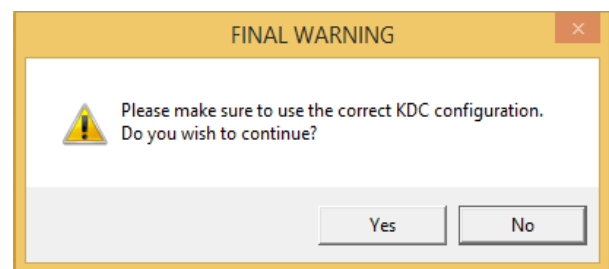 FINAL WARNING
Please make sure to use the correct KDC configuration.
Do you wish to continue?
Yes
No